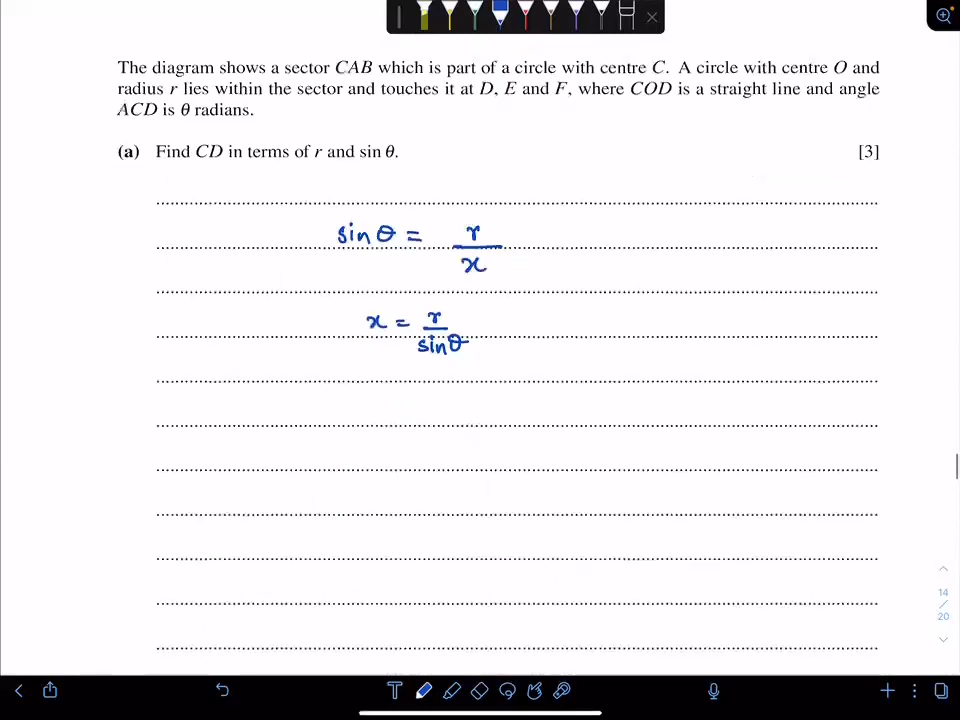 The diagram shows a sector CAB which is part of a circle with centre C. A circle with centre O and
radius r lies within the sector and touches it at D, E and F, where COD is a straight line and angle
ACD is θ radians.
(a) Find CD in terms of r and sin θ. [3]
sin θ = r/x
x = r/sin θ
14
/
20